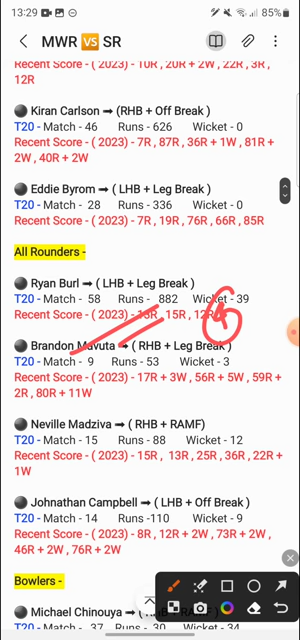 13:29
85%
MWR 🆚 SR
Recent Score - ( 2023) - 10R , 20R + 2W , 22R , 3R ,
12R
⚫ Kiran Carlson ➡ (RHB + Off Break )
T20 - Match - 46 Runs - 626 Wicket - 0
Recent Score - ( 2023) - 7R , 87R , 36R + 1W , 81R +
2W , 40R + 2W
⚫ Eddie Byrom ➡ ( LHB + Leg Break )
T20 - Match - 28 Runs - 336 Wicket - 0
Recent Score - ( 2023) - 7R , 19R , 76R , 66R , 85R
All Rounders -
⚫ Ryan Burl ➡ ( LHB + Leg Break )
T20 - Match - 58 Runs - 882 Wicket - 39
Recent Score - ( 2023) - 13R , 15R , 12R
⚫ Brandon Mavuta ➡ ( RHB + Leg Break )
T20 - Match - 9 Runs - 53 Wicket - 3
Recent Score - ( 2023) - 17R + 3W , 56R + 5W , 59R +
2R , 80R + 11W
⚫ Neville Madziva ➡ ( RHB + RAMF)
T20 - Match - 15 Runs - 88 Wicket - 12
Recent Score - ( 2023) - 15R , 13R , 25R , 36R , 22R +
1W
⚫ Johnathan Campbell ➡ ( LHB + Off Break )
T20 - Match - 14 Runs -110 Wicket - 9
Recent Score - ( 2023) - 8R , 12R + 2W , 73R + 2W ,
46R + 2W , 76R + 2W
Bowlers -
⚫ Michael Chinouya ➡
T20 - Match - 37 Runs - 30 Wicket - 34